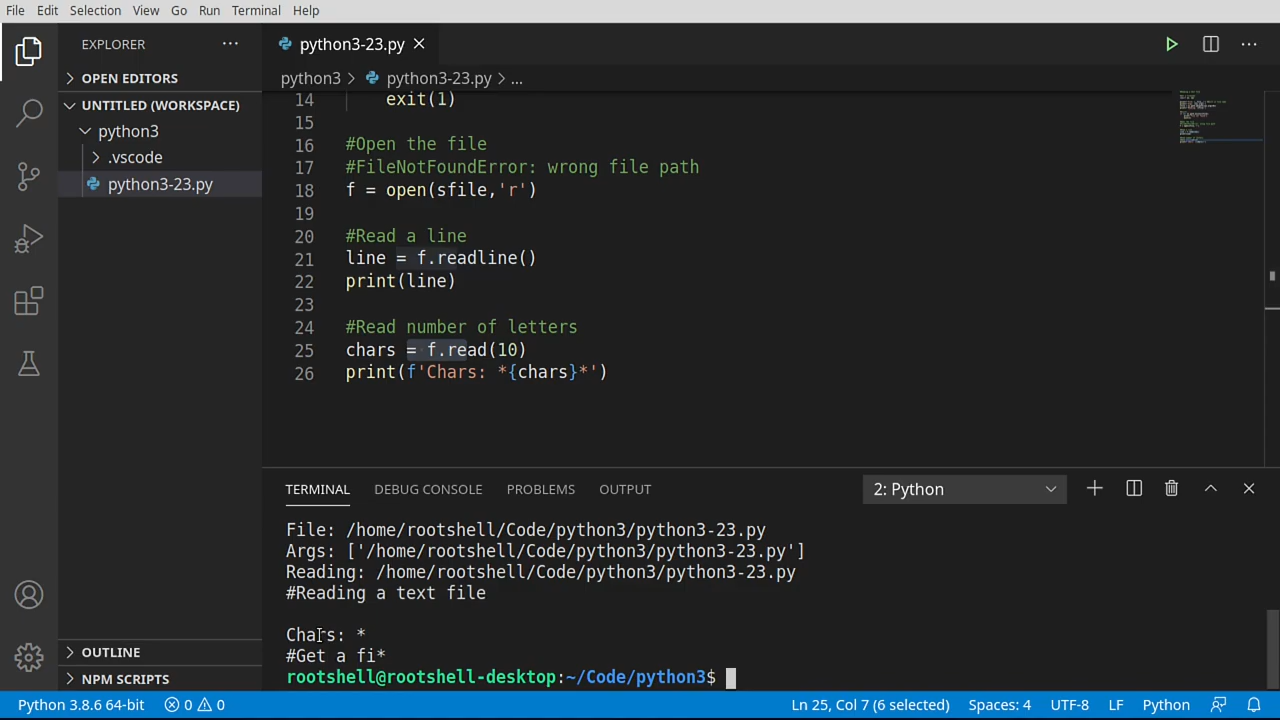 File Edit Selection View Go Run Terminal Help
EXPLORER ···
python3-23.py
OPEN EDITORS
python3 > python3-23.py > ...
UNTITLED (WORKSPACE)
python3
.vscode
python3-23.py
14 exit(1)
15
16 #Open the file
17 #FileNotFoundError: wrong file path
18 f = open(sfile,'r')
19
20 #Read a line
21 line = f.readline()
22 print(line)
23
24 #Read number of letters
25 chars = f.read(10)
26 print(f'Chars: *{chars}*')
TERMINAL DEBUG CONSOLE PROBLEMS OUTPUT 2: Python
File: /home/rootshell/Code/python3/python3-23.py
Args: ['/home/rootshell/Code/python3/python3-23.py']
Reading: /home/rootshell/Code/python3/python3-23.py
#Reading a text file
Chars: *
#Get a fi*
rootshell@rootshell-desktop:~/Code/python3$
OUTLINE
NPM SCRIPTS
Python 3.8.6 64-bit 0 0 Ln 25, Col 7 (6 selected) Spaces: 4 UTF-8 LF Python